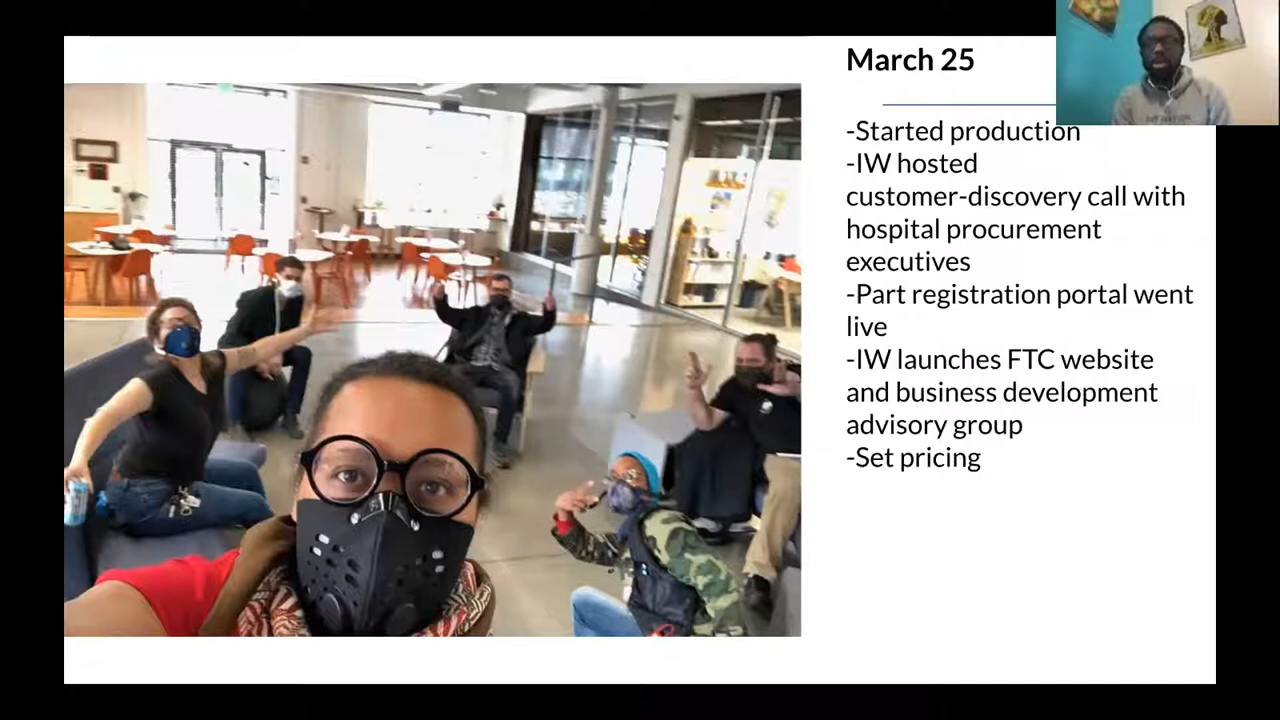 March 25
-Started production
-IW hosted
customer-discovery call with
hospital procurement
executives
-Part registration portal went
live
-IW launches FTC website
and business development
advisory group
-Set pricing